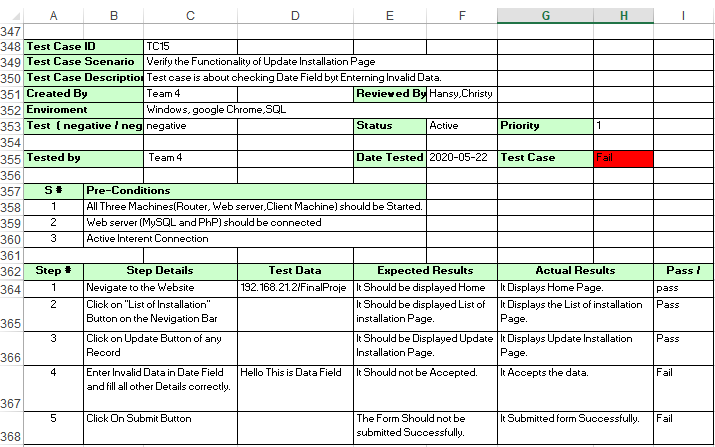 A B C D E F G H I
347
348 Test Case ID TC15
349 Test Case Scenario Verify the Functionality of Update Installation Page
350 Test Case Description Test case is about checking Date Field byt Enterning Invalid Data.
351 Created By Team 4 Reviewed By Hansy,Christy
352 Enviroment Windows, google Chrome,SQL
353 Test ( negative / neg negative Status Active Priority 1
354
355 Tested by Team 4 Date Tested 2020-05-22 Test Case Fail
356
357 S # Pre-Conditions
358 1 All Three Machines(Router, Web server,Client Machine) should be Started.
359 2 Web server (MySQL and PhP) should be connected
360 3 Active Interent Connection
361
362 Step # Step Details Test Data Expected Results Actual Results Pass /
364 1 Nevigate to the Website 192.168.21.2/FinalProje It Should be displayed Home It Displays Home Page. pass
2 Click on "List of Installation" It Should be displayed List of It Displays the List of installation Pass
365 Button on the Nevigation Bar installation Page. Page.
3 Click on Update Button of any It Should be Displayed Update It Displays Update Installation Pass
366 Record Installation Page. Page.
4 Enter Invalid Data in Date Field Hello This is Data Field It Should not be Accepted. It Accepts the data. Fail
and fill all other Details correctly.
367
5 Click On Submit Button The Form Should not be It Submitted form Successfully. Fail
368 submitted Successfully.